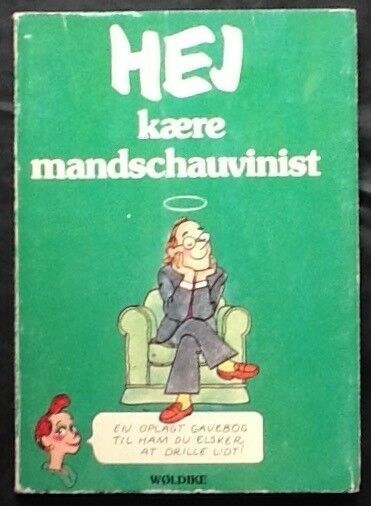 HEJ
kære
mandschauvinist
EN OPLAGT GAVEBOG
TIL HAM DU ELSKER
AT DRILLE LIDT!
WØLDIKE